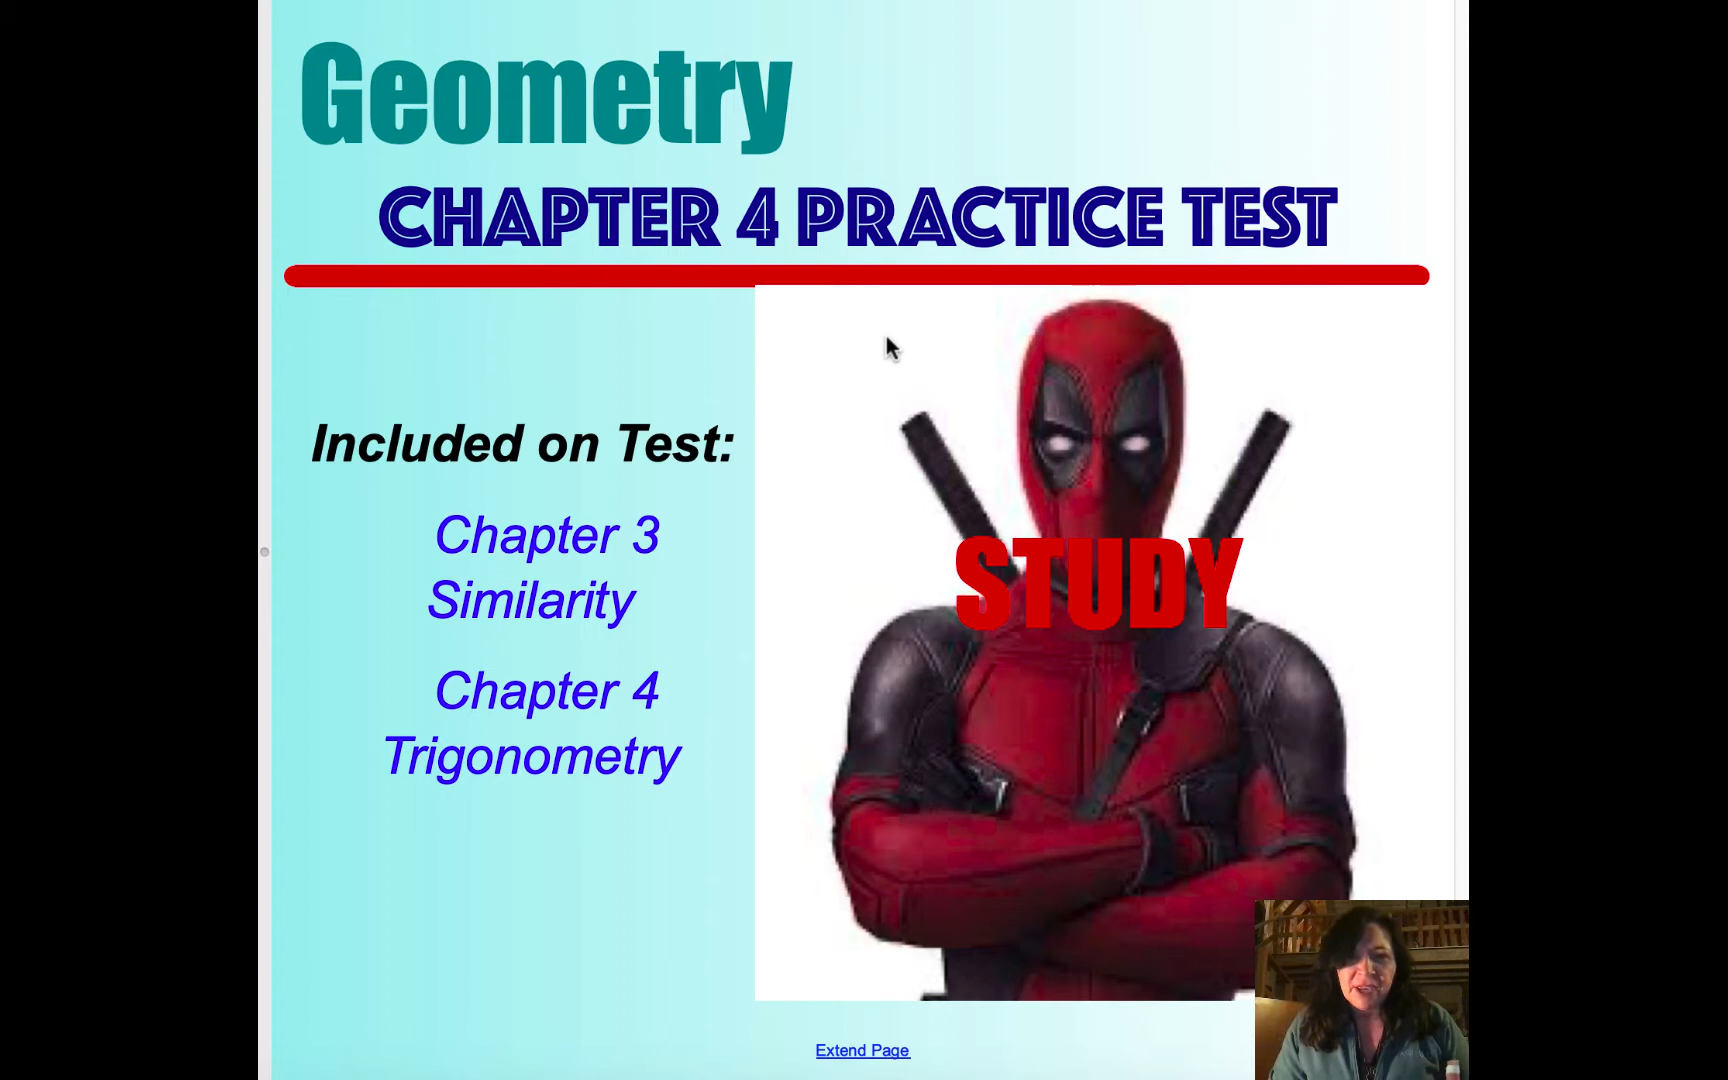 Geometry
CHAPTER 4 PRACTICE TEST
Included on Test:
Chapter 3
Similarity
Chapter 4
Trigonometry
STUDY
Extend Page